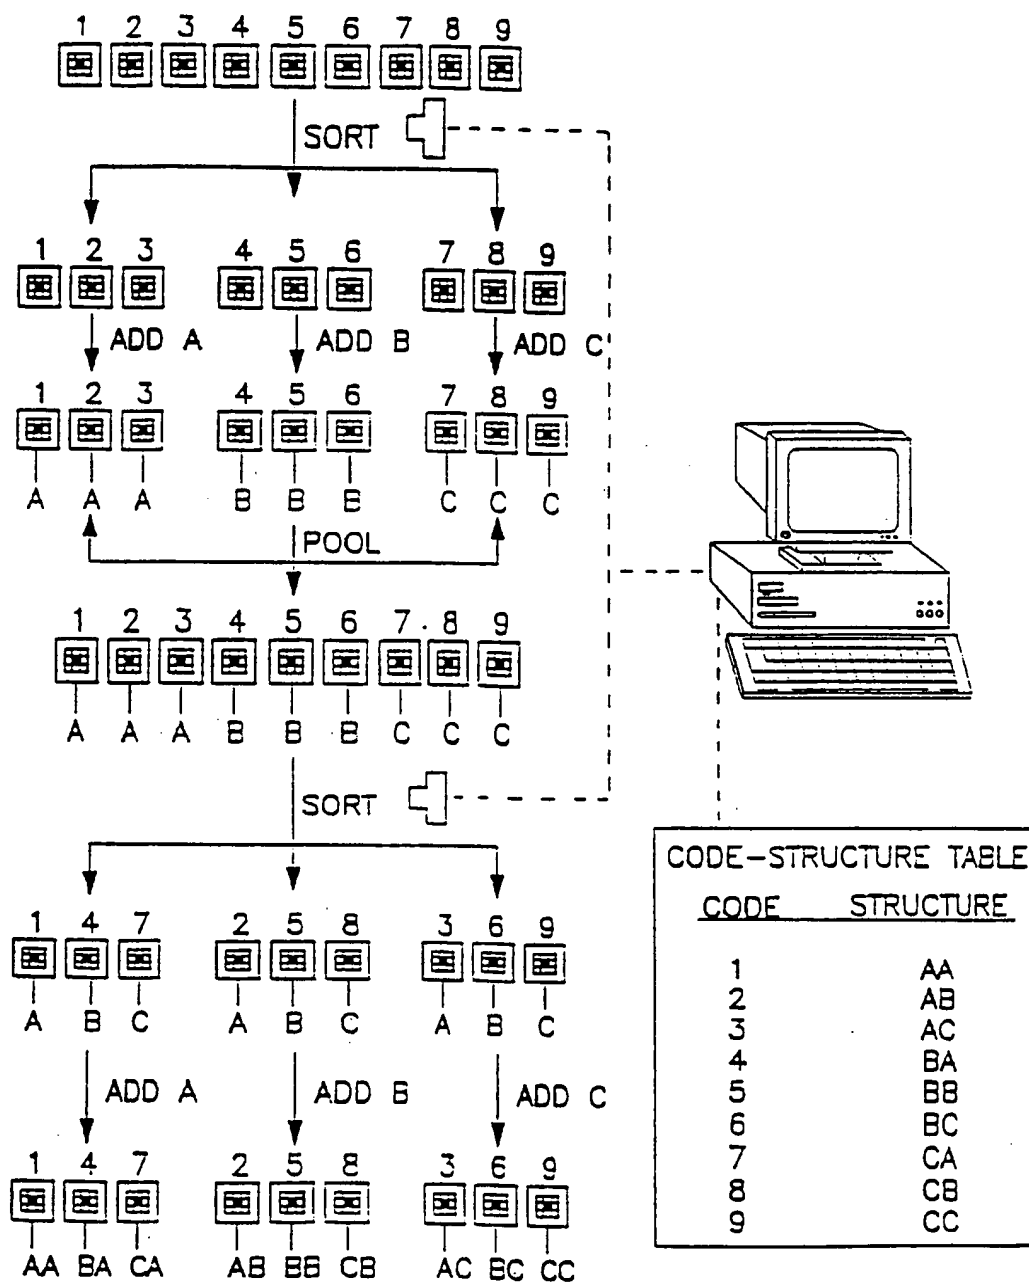 1 2 3 4 5 6 7 8 9
SORT
1 2 3 4 5 6 7 8 9
ADD A ADD B ADD C
1 2 3 4 5 6 7 8 9
A A A B B B C C C
POOL
1 2 3 4 5 6 7 8 9
A A A B B B C C C
SORT
1 4 7 2 5 8 3 6 9
A B C A B C A B C
ADD A ADD B ADD C
1 4 7 2 5 8 3 6 9
AA BA CA AB BB CB AC BC CC
CODE-STRUCTURE TABLE
CODE STRUCTURE
1 AA
2 AB
3 AC
4 BA
5 BB
6 BC
7 CA
8 CB
9 CC